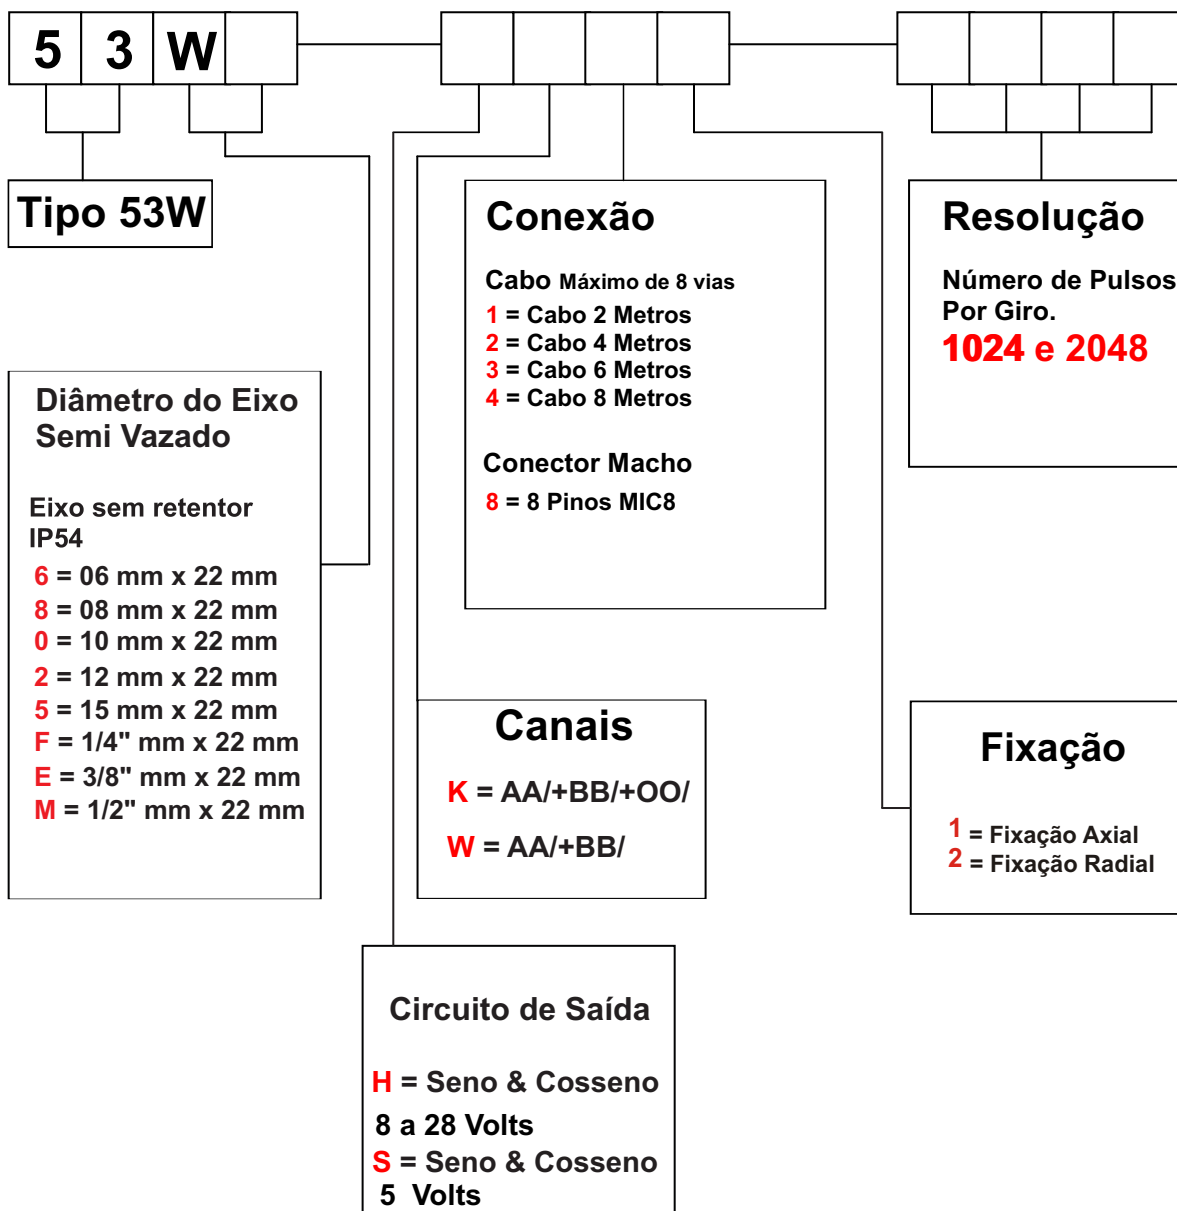 5 3 W
Tipo 53W
Diâmetro do Eixo
Semi Vazado
Eixo sem retentor
IP54
6 = 06 mm x 22 mm
8 = 08 mm x 22 mm
0 = 10 mm x 22 mm
2 = 12 mm x 22 mm
5 = 15 mm x 22 mm
F = 1/4" mm x 22 mm
E = 3/8" mm x 22 mm
M = 1/2" mm x 22 mm
Conexão
Cabo Máximo de 8 vias
1 = Cabo 2 Metros
2 = Cabo 4 Metros
3 = Cabo 6 Metros
4 = Cabo 8 Metros
Conector Macho
8 = 8 Pinos MIC8
Resolução
Número de Pulsos
Por Giro.
1024 e 2048
Canais
K = AA/+BB/+OO/
W = AA/+BB/
Fixação
1 = Fixação Axial
2 = Fixação Radial
Circuito de Saída
H = Seno & Cosseno
8 a 28 Volts
S = Seno & Cosseno
5 Volts